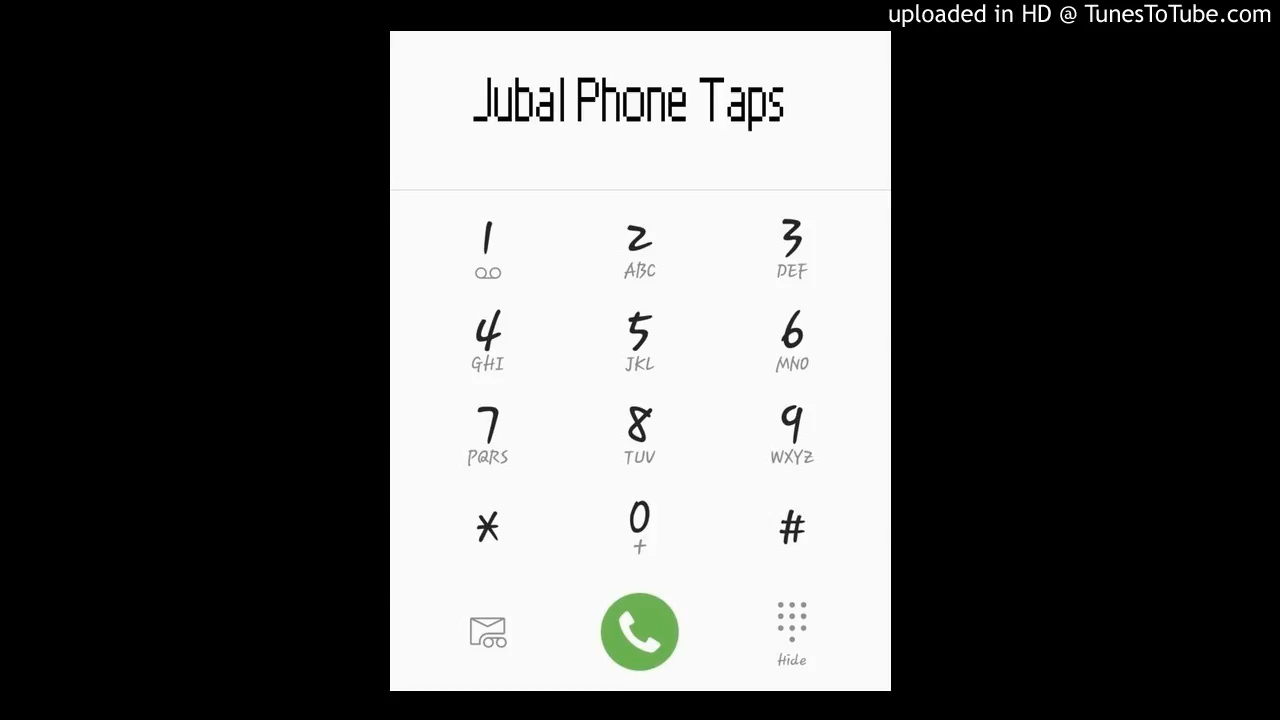 uploaded in HD @ TunesToTube.com
Jubal Phone Taps
1 2 3
ABC DEF
4 5 6
GHI JKL MNO
7 8 9
PQRS TUV WXYZ
* 0 #
+
Hide